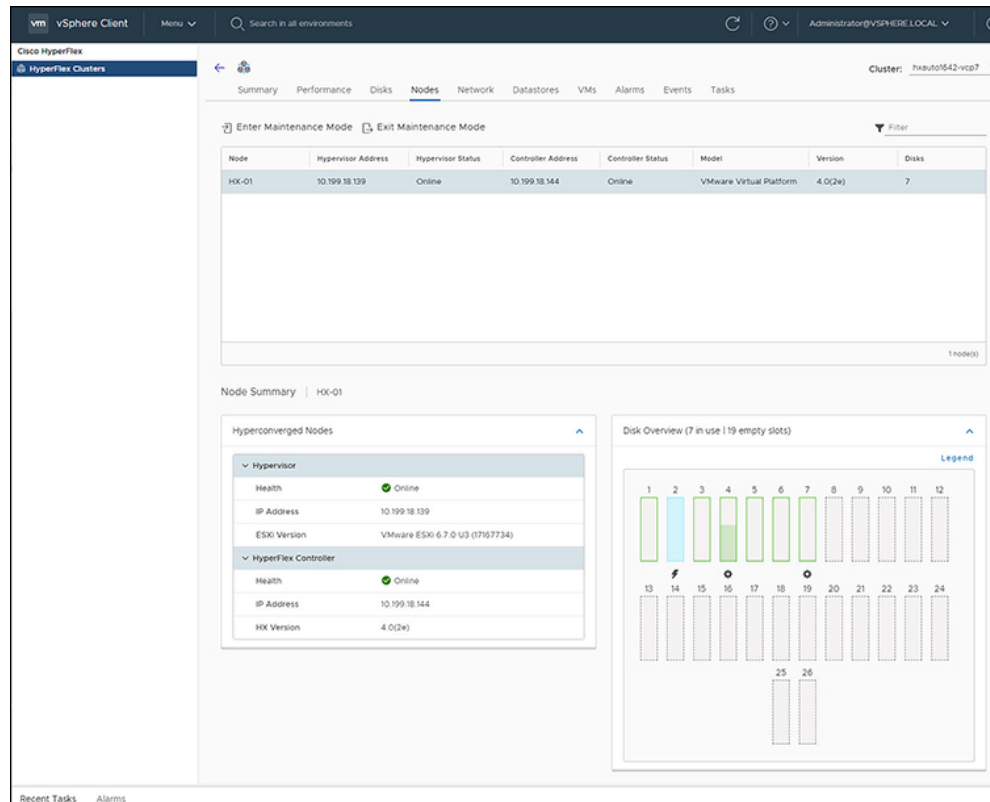 vm vSphere Client Menu Search in all environments Administrator@VSPHERE.LOCAL
Cisco HyperFlex
HyperFlex Clusters
Cluster: hxauto1642-vcp7
Summary Performance Disks Nodes Network Datastores VMs Alarms Events Tasks
Enter Maintenance Mode Exit Maintenance Mode Filter
Node Hypervisor Address Hypervisor Status Controller Address Controller Status Model Version Disks
HX-01 10.199.18.139 Online 10.199.18.144 Online VMware Virtual Platform 4.0(2e) 7
1 node(s)
Node Summary HX-01
Hyperconverged Nodes
Hypervisor
Health Online
IP Address 10.199.18.139
ESXi Version VMware ESXi 6.7.0 U3 (17167734)
HyperFlex Controller
Health Online
IP Address 10.199.18.144
HX Version 4.0(2e)
Disk Overview (7 in use | 19 empty slots)
Legend
1 2 3 4 5 6 7 8 9 10 11 12
13 14 15 16 17 18 19 20 21 22 23 24
25 26
Recent Tasks Alarms